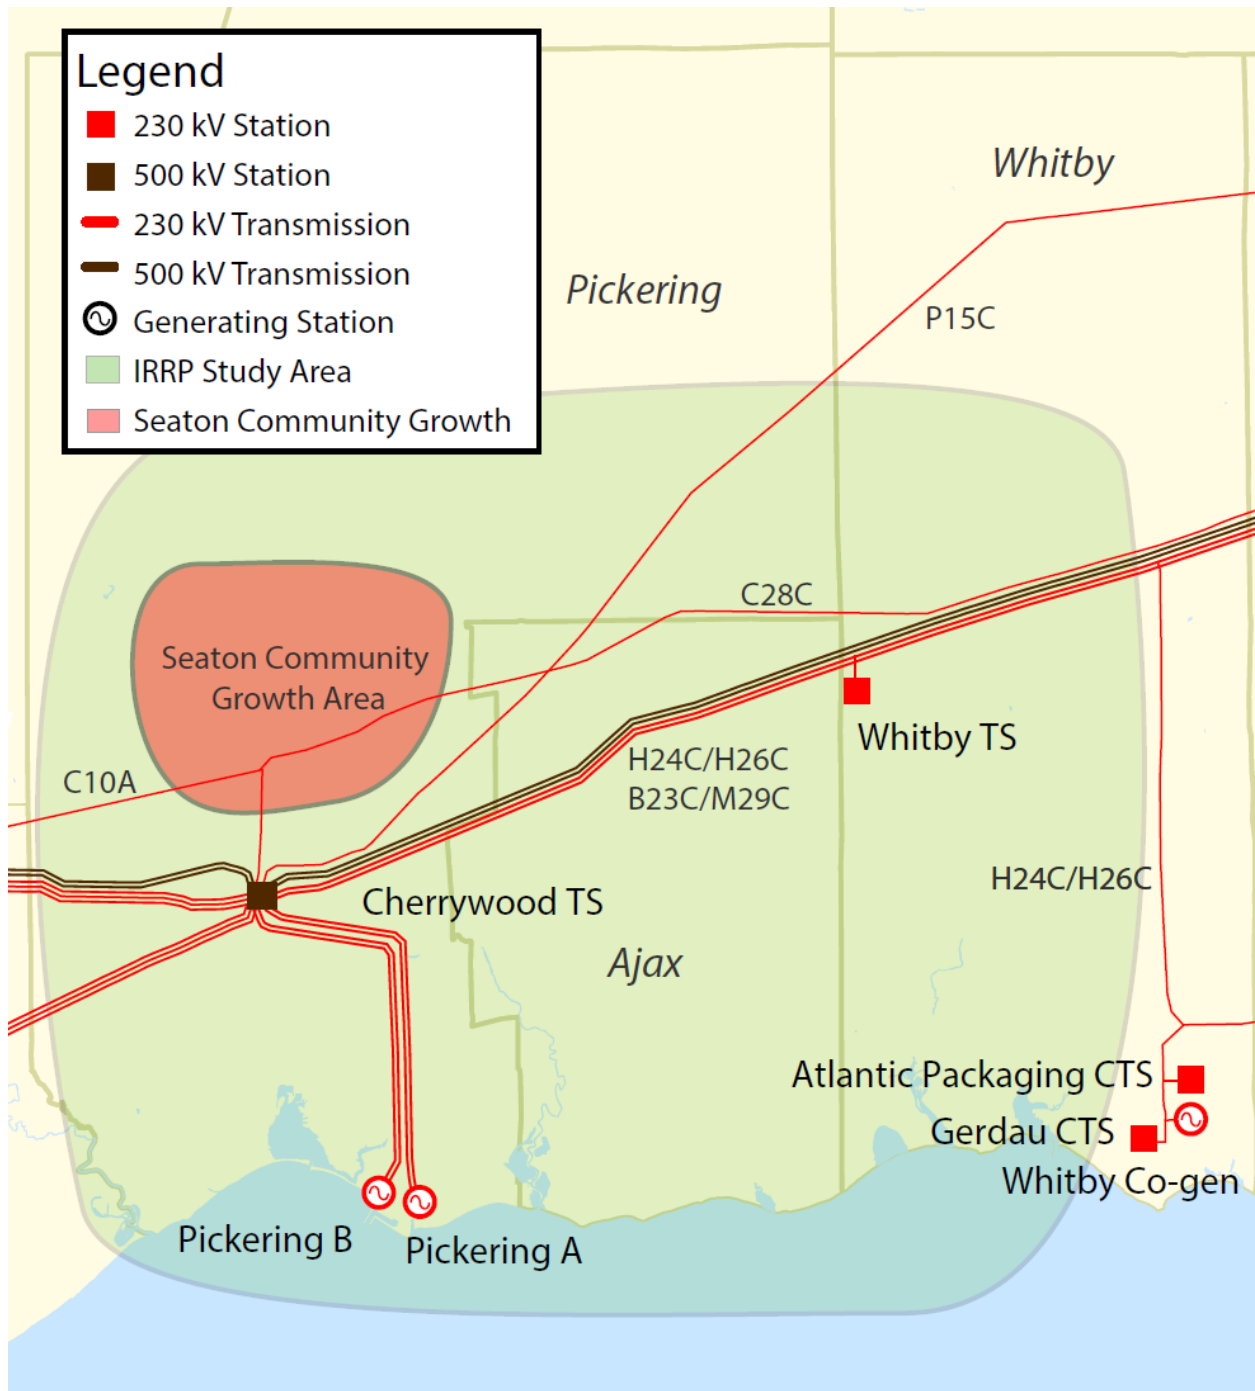 Legend
230 kV Station
500 kV Station
230 kV Transmission
500 kV Transmission
Generating Station
IRRP Study Area
Seaton Community Growth
Whitby
Pickering
P15C
C28C
Seaton Community
Growth Area
Whitby TS
H24C/H26C
B23C/M29C
C10A
H24C/H26C
Cherrywood TS
Ajax
Atlantic Packaging CTS
Gerdau CTS
Whitby Co-gen
Pickering B
Pickering A